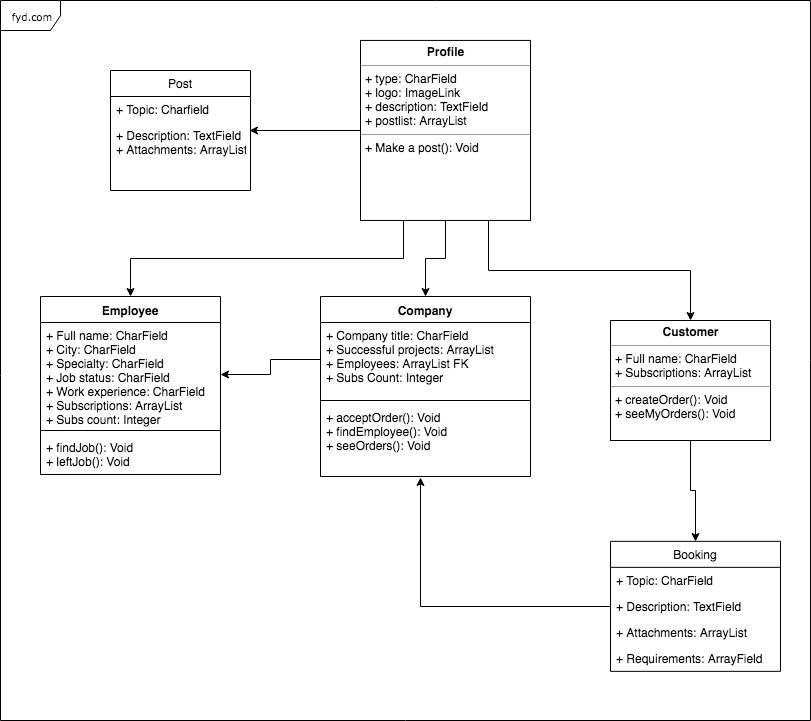 fyd.com
Profile
+ type: CharField
+ logo: ImageLink
+ description: TextField
+ postlist: ArrayList
+ Make a post(): Void
Post
+ Topic: Charfield
+ Description: TextField
+ Attachments: ArrayList
Employee
+ Full name: CharField
+ City: CharField
+ Specialty: CharField
+ Job status: CharField
+ Work experience: CharField
+ Subscriptions: ArrayList
+ Subs count: Integer
+ findJob(): Void
+ leftJob(): Void
Company
+ Company title: CharField
+ Successful projects: ArrayList
+ Employees: ArrayList FK
+ Subs Count: Integer
+ acceptOrder(): Void
+ findEmployee(): Void
+ seeOrders(): Void
Customer
+ Full name: CharField
+ Subscriptions: ArrayList
+ createOrder(): Void
+ seeMyOrders(): Void
Booking
+ Topic: CharField
+ Description: TextField
+ Attachments: ArrayList
+ Requirements: ArrayField